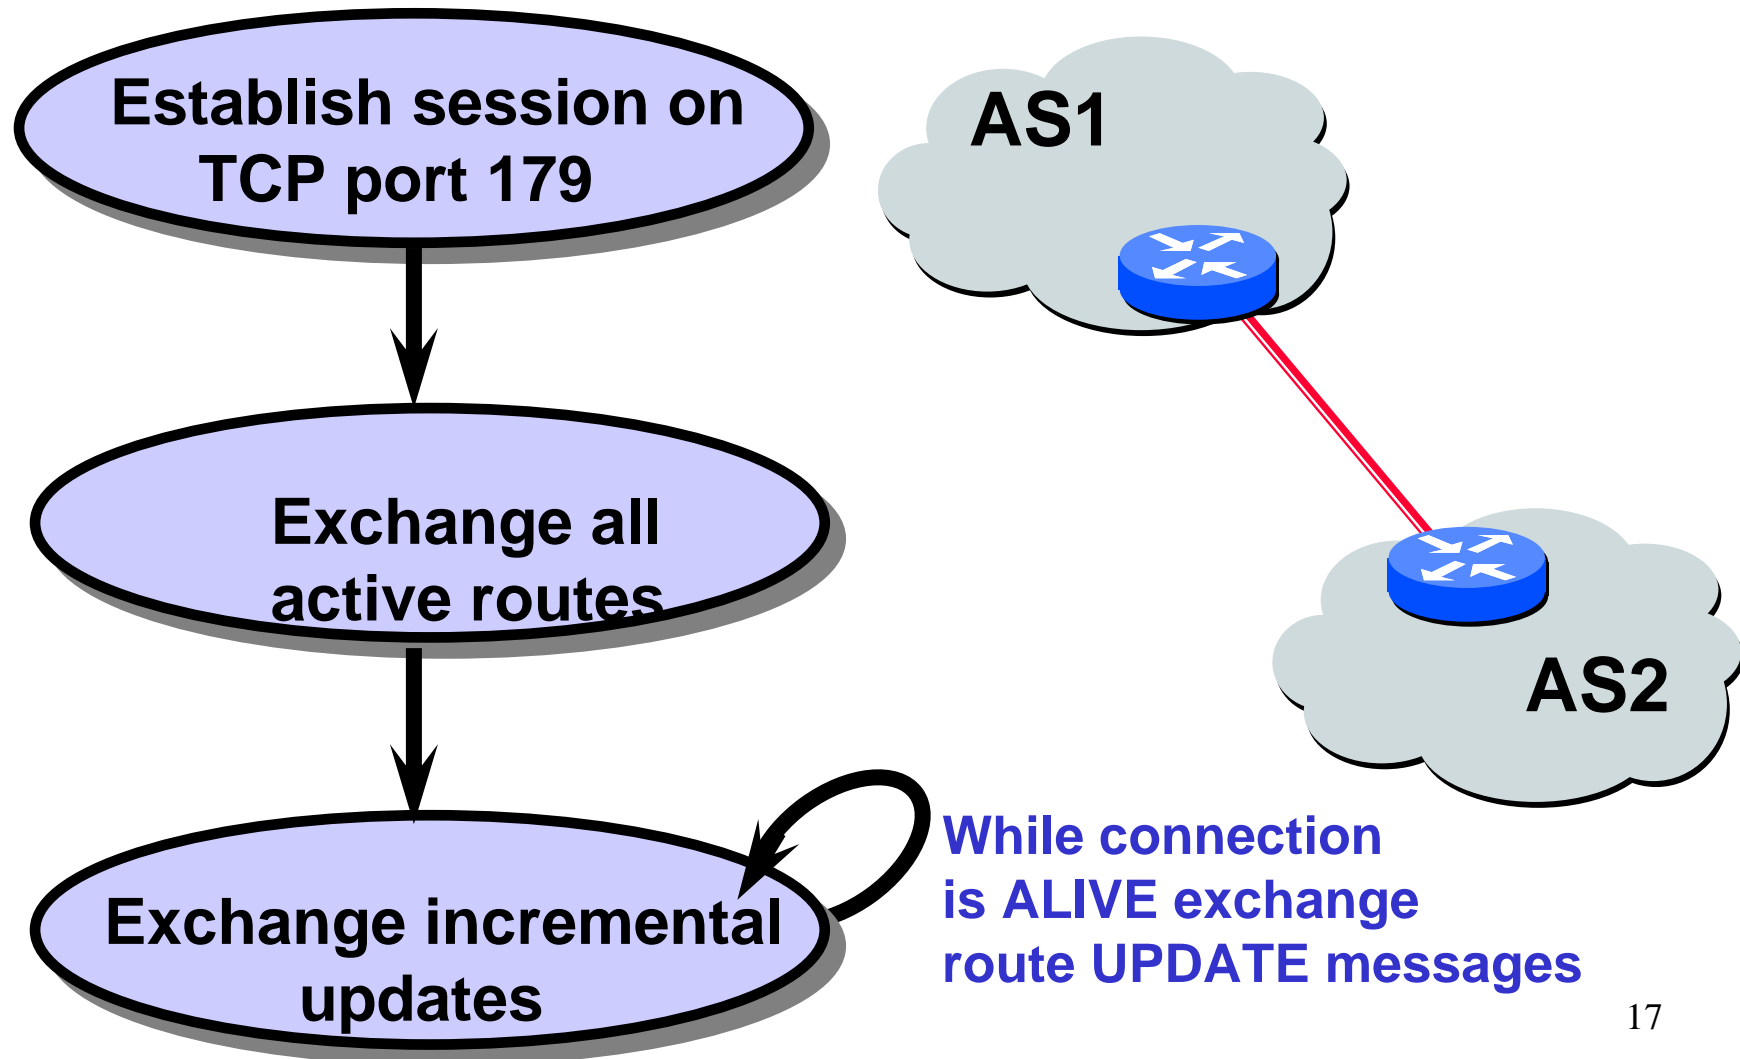 Establish session on
TCP port 179
AS1
Exchange all
active routes
AS2
Exchange incremental
updates
While connection
is ALIVE exchange
route UPDATE messages
17